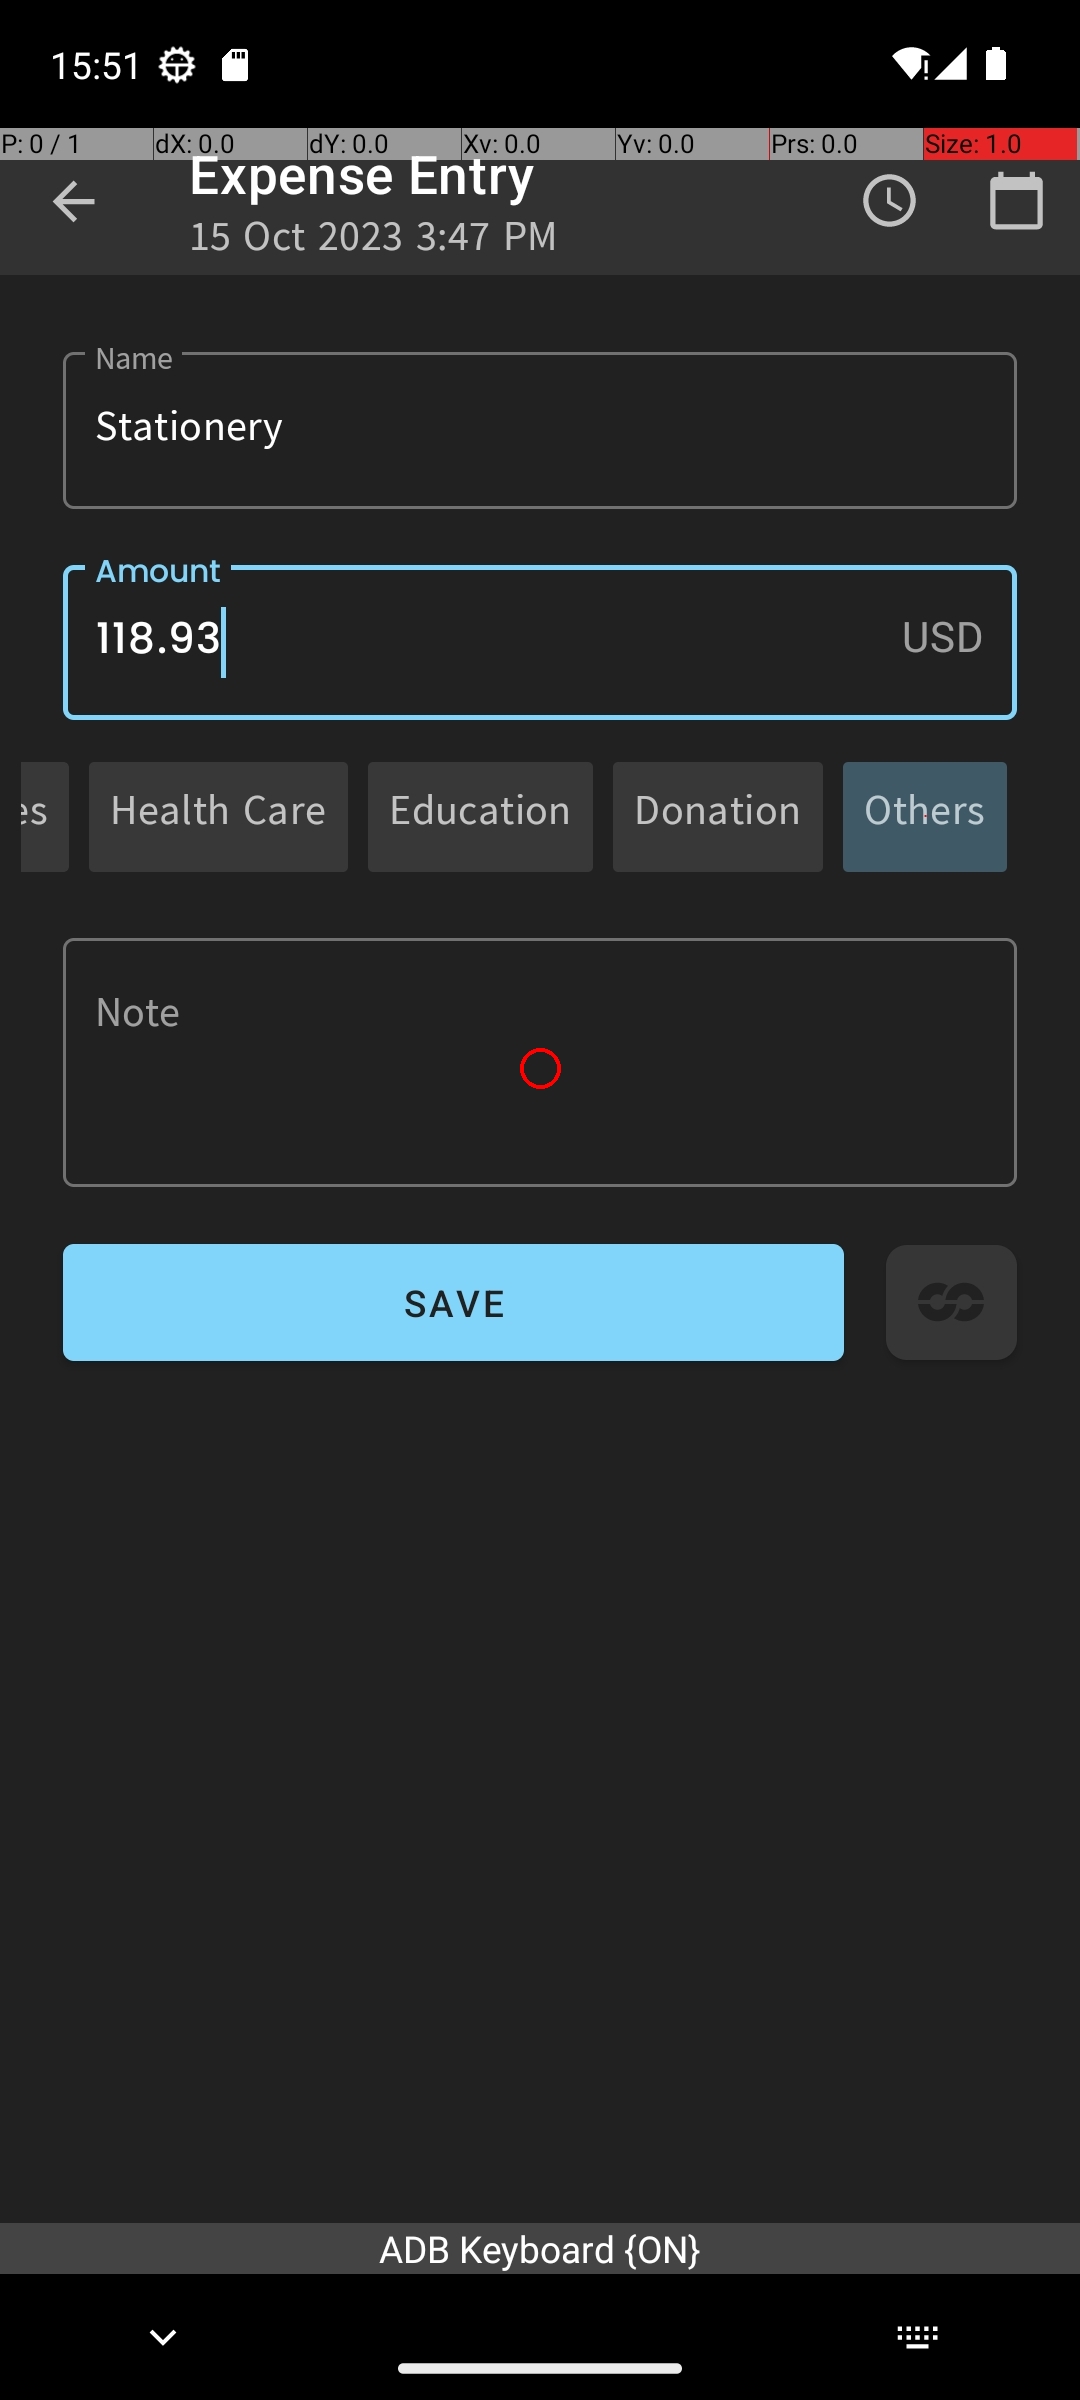 15:51
P: 0 / 1 dX: 0.0 dY: 0.0 Xv: 0.0 Yv: 0.0 Prs: 0.0 Size: 1.0
Expense Entry
15 Oct 2023 3:47 PM
Name
Stationery
Amount
118.93 USD
es Health Care Education Donation Others
Note
SAVE
ADB Keyboard {ON}